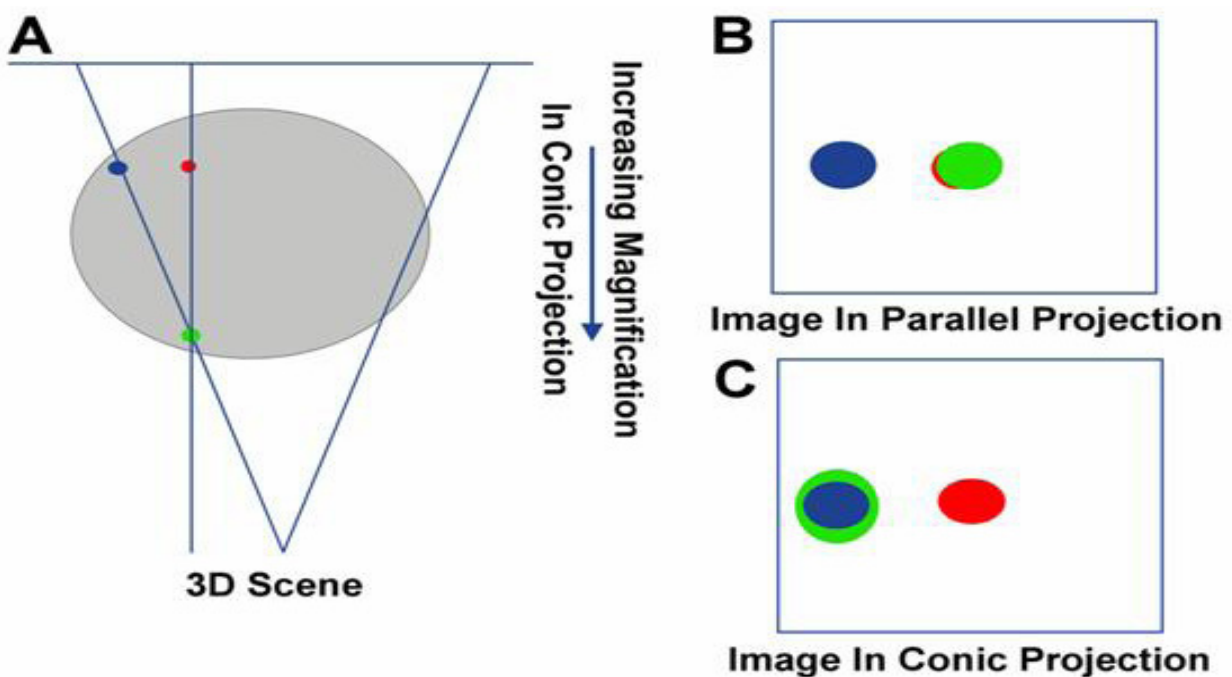 A
3D Scene
In Conic Projection
Increasing Magnification
B
Image In Parallel Projection
C
Image In Conic Projection